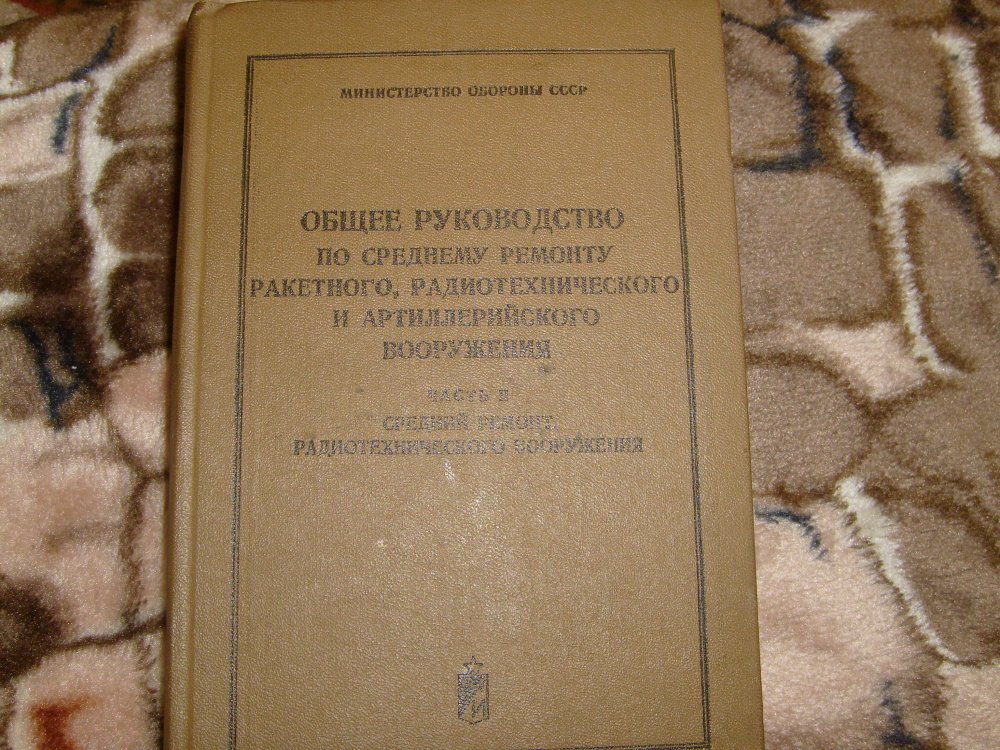 МИНИСТЕРСТВО ОБОРОНЫ СССР
ОБЩЕЕ РУКОВОДСТВО
ПО СРЕДНЕМУ РЕМОНТУ
РАКЕТНОГО, РАДИОТЕХНИЧЕСКОГО
И АРТИЛЛЕРИЙСКОГО
ВООРУЖЕНИЯ
ЧАСТЬ II
СРЕДНИЙ РЕМОНТ
РАДИОТЕХНИЧЕСКОГО ВООРУЖЕНИЯ